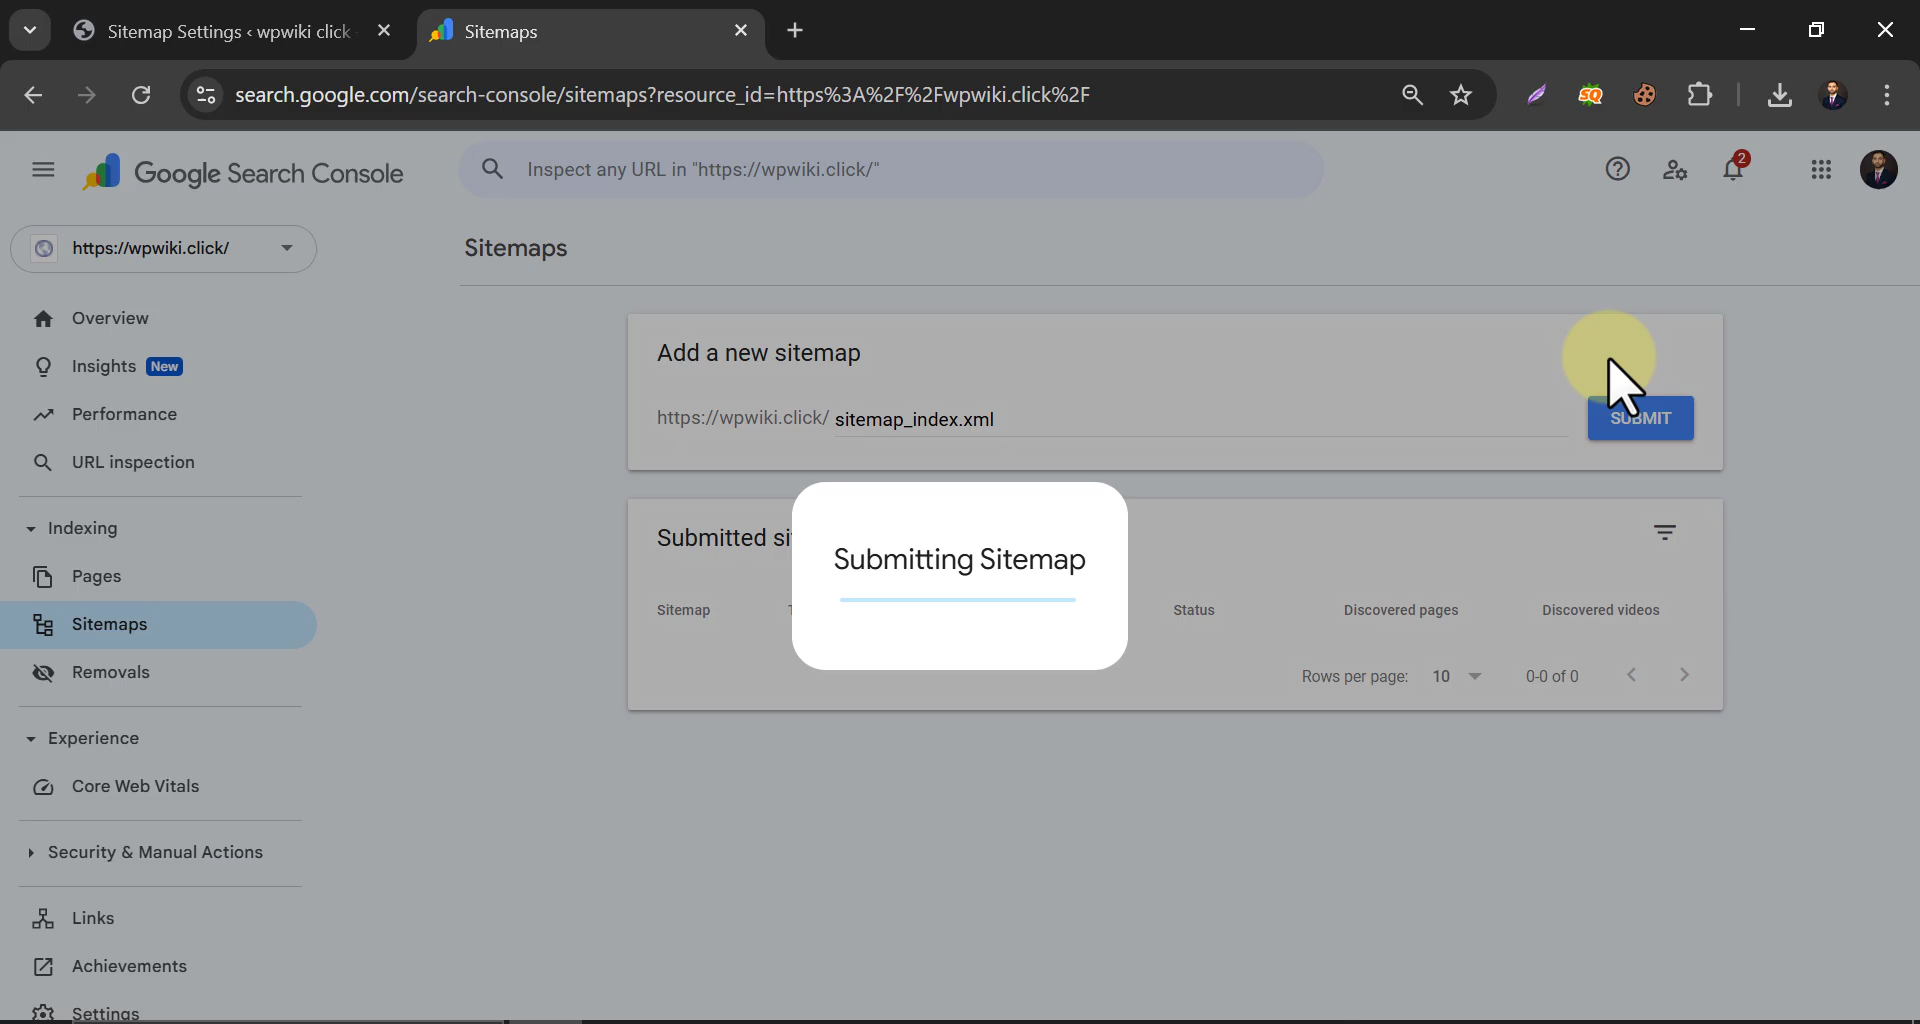 Sitemap Settings ‹ wpwiki click
Sitemaps
search.google.com/search-console/sitemaps?resource_id=https%3A%2F%2Fwpwiki.click%2F
Google Search Console
Inspect any URL in "https://wpwiki.click/"
2
https://wpwiki.click/
Sitemaps
Overview
Insights New
Performance
URL inspection
Indexing
Pages
Sitemaps
Removals
Experience
Core Web Vitals
Security & Manual Actions
Links
Achievements
Settings
Add a new sitemap
https://wpwiki.click/ sitemap_index.xml
SUBMIT
Submitted
Submitting Sitemap
Sitemap
Status
Discovered pages
Discovered videos
Rows per page: 10
0-0 of 0